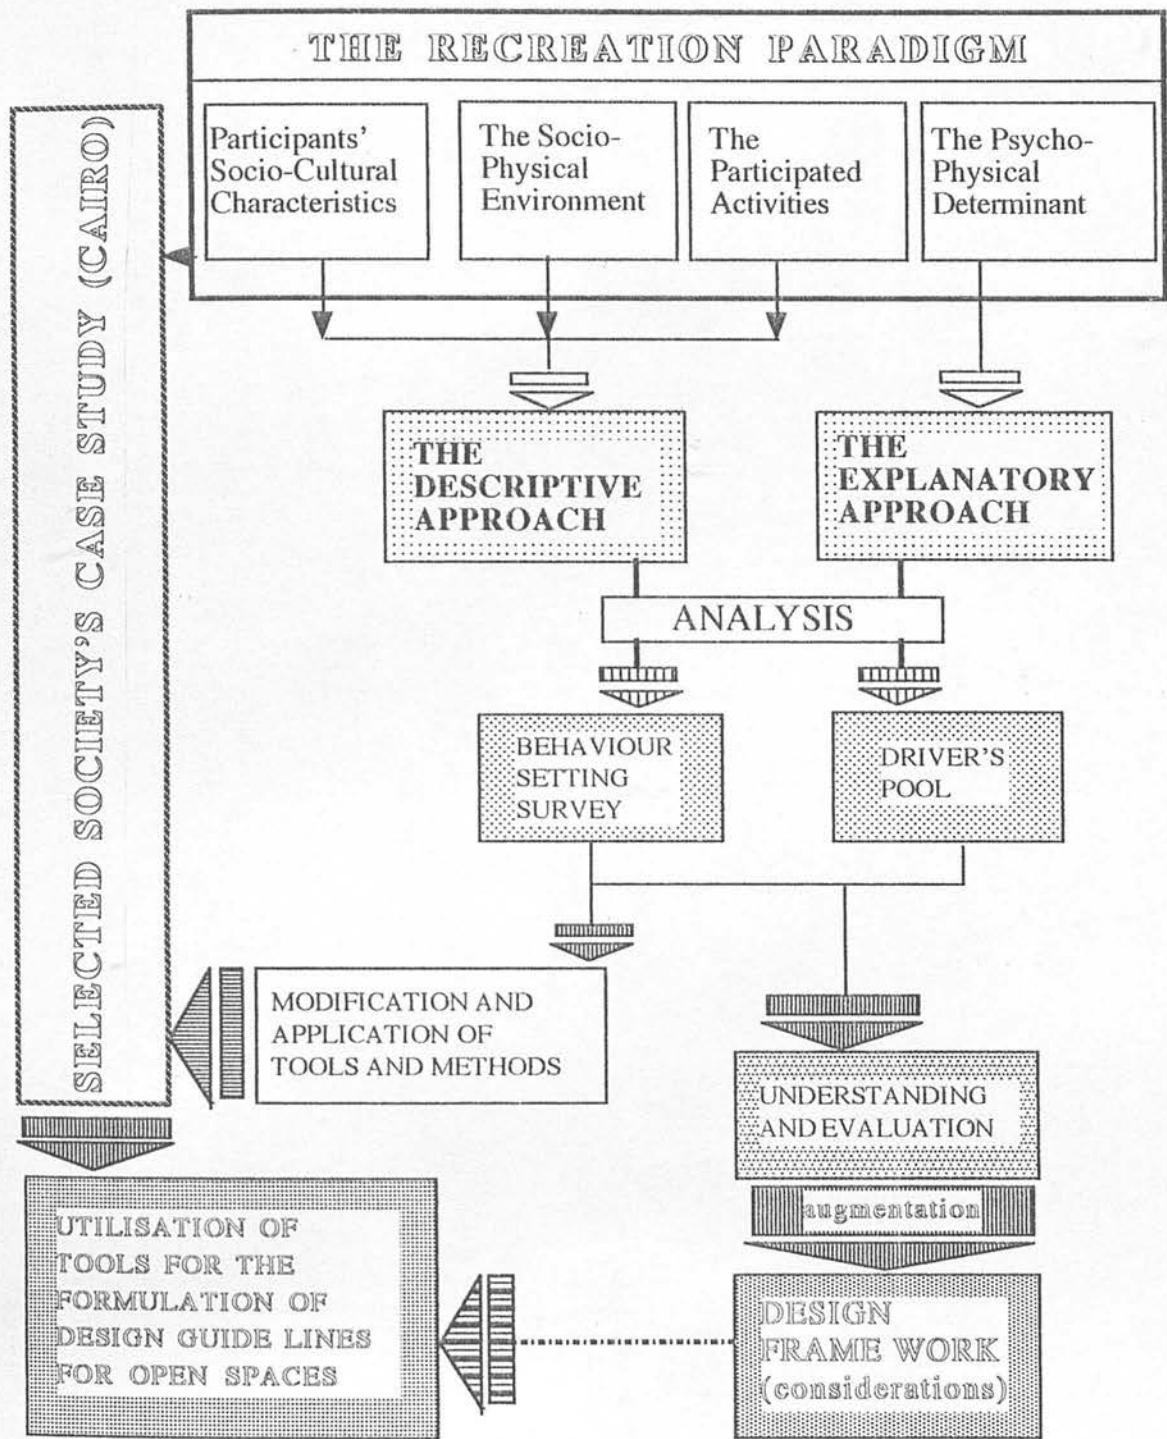 THE RECREATION PARADIGM
Participants'
Socio-Cultural
Characteristics
The Socio-
Physical
Environment
The
Participated
Activities
The Psycho-
Physical
Determinant
SELECTED SOCIETY'S CASE STUDY (CAIRO)
THE
DESCRIPTIVE
APPROACH
THE
EXPLANATORY
APPROACH
ANALYSIS
BEHAVIOUR
SETTING
SURVEY
DRIVER'S
POOL
MODIFICATION AND
APPLICATION OF
TOOLS AND METHODS
UNDERSTANDING
AND EVALUATION
augmentation
UTILISATION OF
TOOLS FOR THE
FORMULATION OF
DESIGN GUIDE LINES
FOR OPEN SPACES
DESIGN
FRAME WORK
(considerations)